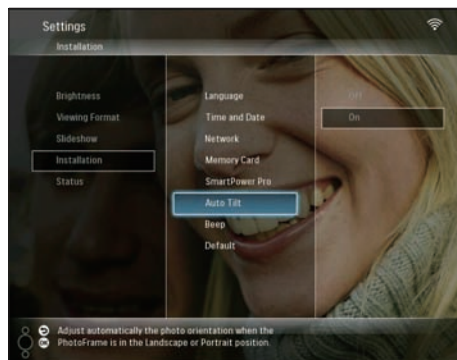 Settings
Installation
Brightness
Viewing Format
Slideshow
Installation
Status
Language
Time and Date
Network
Memory Card
SmartPower Pro
Auto Tilt
Beep
Default
Off
On
Adjust automatically the photo orientation when the
OK PhotoFrame is in the Landscape or Portrait position.